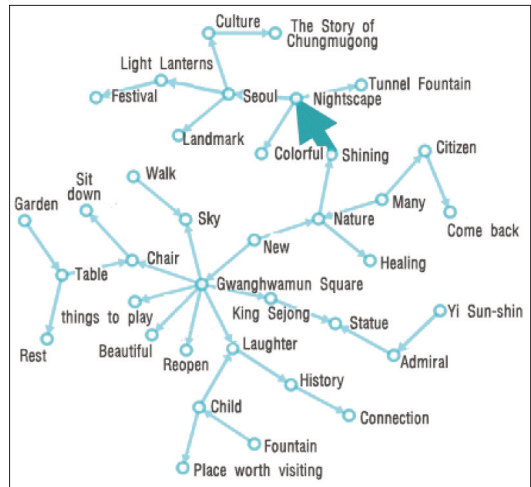 Culture
The Story of
Chungmugong
Light Lanterns
Tunnel Fountain
Festival
Seoul
Nightscape
Landmark
Colorful
Shining
Citizen
Walk
Sit
down
Garden
Many
Sky
Nature
Come back
New
Chair
Healing
Table
Gwanghwamun Square
things to play
King Sejong
Yi Sun-shin
Statue
Rest
Beautiful
Reopen
Laughter
Admiral
History
Child
Connection
Fountain
Place worth visiting